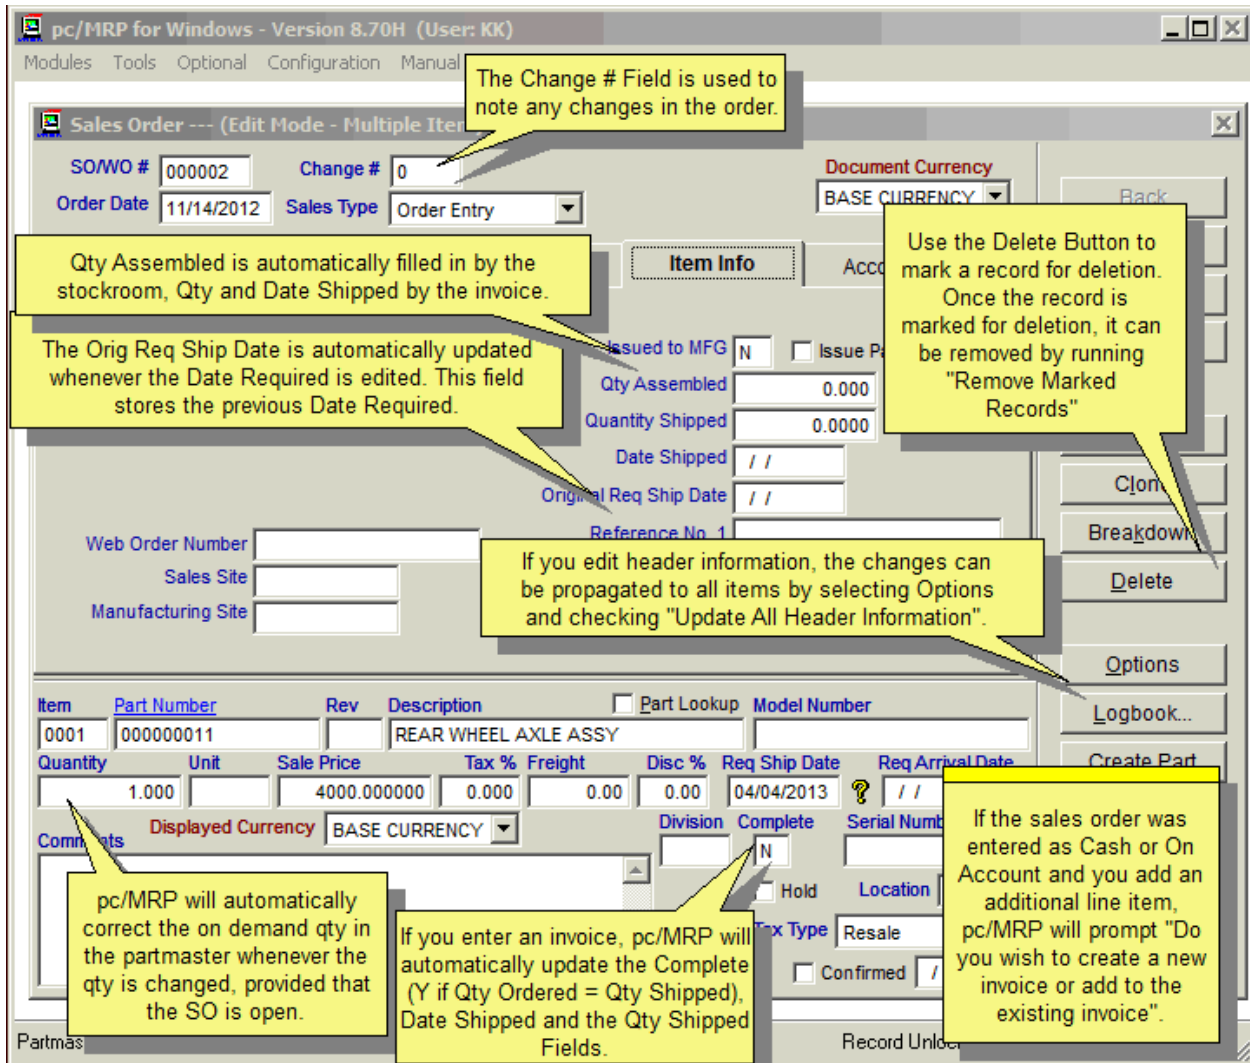 pc/MRP for Windows - Version 8.70H (User: KK)
Modules Tools Optional Configuration Manual
The Change # Field is used to
note any changes in the order.
Sales Order --- (Edit Mode - Multiple
SO/WO # 000002 Change # 0
Document Currency
Order Date 11/14/2012 Sales Type Order Entry
BASE CURRENCY
Back
Qty Assembled is automatically filled in by the
stockroom, Qty and Date Shipped by the invoice.
Item Info
Use the Delete Button to
mark a record for deletion.
Once the record is
marked for deletion, it can
be removed by running
"Remove Marked
Records"
The Orig Req Ship Date is automatically updated
whenever the Date Required is edited. This field
stores the previous Date Required.
Issued to MFG N Issue
Qty Assembled 0.000
Quantity Shipped 0.0000
Date Shipped / /
Original Req Ship Date / /
Reference No. 1
Clone
Breakdown
Delete
Web Order Number
Sales Site
Manufacturing Site
If you edit header information, the changes can
be propagated to all items by selecting Options
and checking "Update All Header Information".
Options
Logbook...
Create Part
Item Part Number Rev Description Part Lookup Model Number
0001 000000011 REAR WHEEL AXLE ASSY
Quantity Unit Sale Price Tax % Freight Disc % Req Ship Date Req Arrival Date
1.000 4000.000000 0.000 0.00 0.00 04/04/2013 ? / /
Displayed Currency BASE CURRENCY
Division Complete Serial
Comments
N
Hold Location
Tax Type Resale
Confirmed /
pc/MRP will automatically
correct the on demand qty in
the partmaster whenever the
qty is changed, provided that
the SO is open.
If you enter an invoice, pc/MRP will
automatically update the Complete
(Y if Qty Ordered = Qty Shipped),
Date Shipped and the Qty Shipped
Fields.
If the sales order was
entered as Cash or On
Account and you add an
additional line item,
pc/MRP will prompt "Do
you wish to create a new
invoice or add to the
existing invoice".
Record